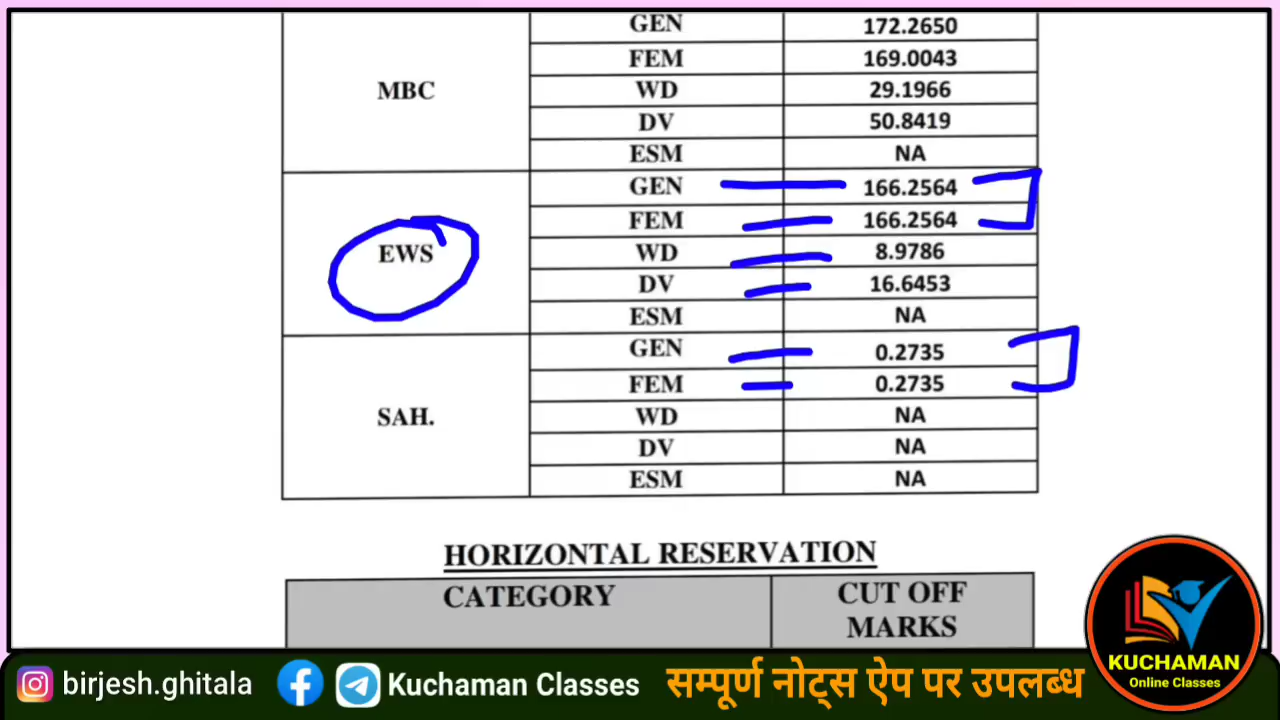 GEN 172.2650
FEM 169.0043
MBC WD 29.1966
DV 50.8419
ESM NA
GEN 166.2564
FEM 166.2564
EWS WD 8.9786
DV 16.6453
ESM NA
GEN 0.2735
FEM 0.2735
SAH. WD NA
DV NA
ESM NA
HORIZONTAL RESERVATION
CATEGORY CUT OFF
MARKS
KUCHAMAN
Online Classes
birjesh.ghitala Kuchaman Classes सम्पूर्ण नोट्स ऐप पर उपलब्ध